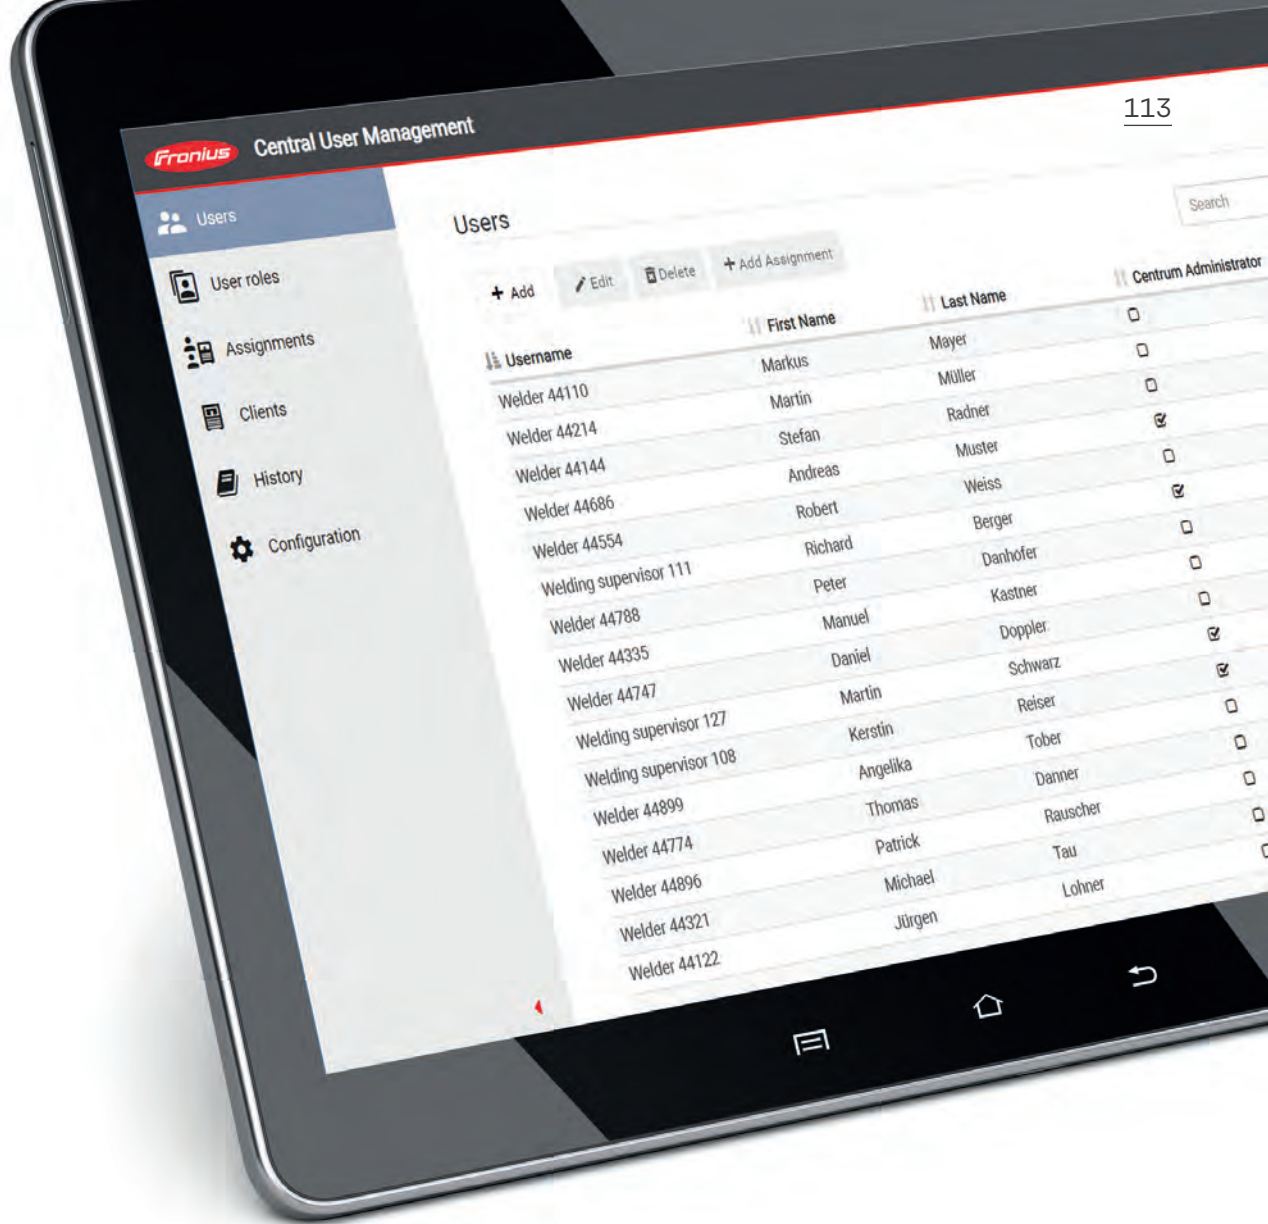 113
Fronius Central User Management
Users
User roles
Assignments
Clients
History
Configuration
Users
Search
Add Edit Delete Add Assignment
Username First Name Last Name Centrum Administrator
Welder 44110 Markus Mayer
Welder 44214 Martin Müller
Welder 44144 Stefan Radner
Welder 44686 Andreas Muster
Welder 44554 Robert Weiss
Welding supervisor 111 Richard Berger
Welder 44788 Peter Danhofer
Welder 44335 Manuel Kastner
Welder 44747 Daniel Doppler
Welding supervisor 127 Martin Schwarz
Welding supervisor 108 Kerstin Reiser
Welder 44899 Angelika Tober
Welder 44774 Thomas Danner
Welder 44896 Patrick Rauscher
Welder 44321 Michael Tau
Welder 44122 Jürgen Lohner